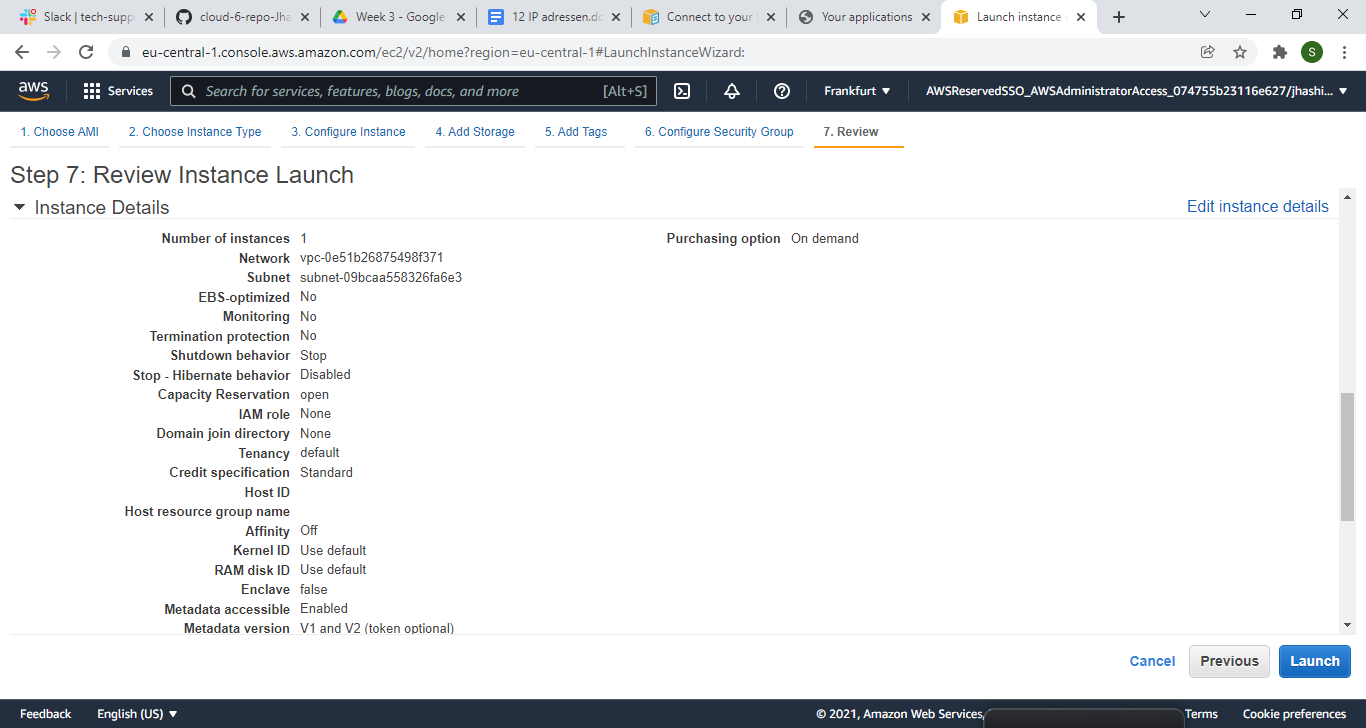 Slack | tech-supp
cloud-6-repo-Jha
Week 3 - Google
12 IP adressen.do
Connect to your
Your applications
Launch instance
eu-central-1.console.aws.amazon.com/ec2/v2/home?region=eu-central-1#LaunchInstanceWizard:
S
aws
Services
Search for services, features, blogs, docs, and more
[Alt+S]
Frankfurt
AWSReservedSSO_AWSAdministratorAccess_074755b23116e627/jhashi...
1. Choose AMI
2. Choose Instance Type
3. Configure Instance
4. Add Storage
5. Add Tags
6. Configure Security Group
7. Review
Step 7: Review Instance Launch
Instance Details
Edit instance details
Number of instances 1
Purchasing option On demand
Network vpc-0e51b26875498f371
Subnet subnet-09bcaa558326fa6e3
EBS-optimized No
Monitoring No
Termination protection No
Shutdown behavior Stop
Stop - Hibernate behavior Disabled
Capacity Reservation open
IAM role None
Domain join directory None
Tenancy default
Credit specification Standard
Host ID
Host resource group name
Affinity Off
Kernel ID Use default
RAM disk ID Use default
Enclave false
Metadata accessible Enabled
Metadata version V1 and V2 (token optional)
Cancel
Previous
Launch
Feedback
English (US)
© 2021, Amazon Web Services,
Terms
Cookie preferences